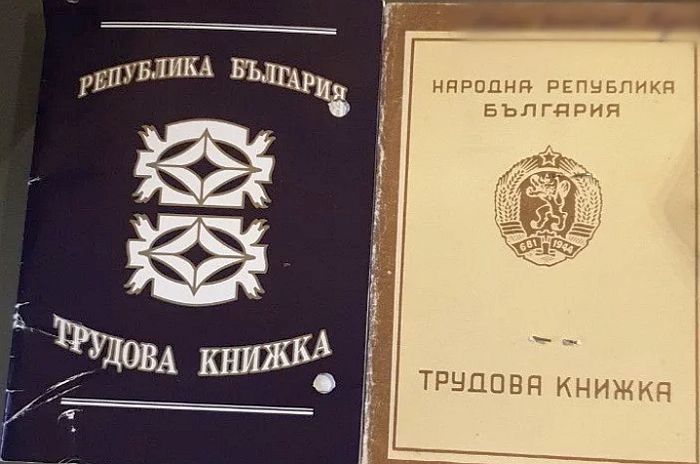 РЕПУБЛИКА БЪЛГАРИЯ
ТРУДОВА КНИЖКА
НАРОДНА РЕПУБЛИКА
БЪЛГАРИЯ
681 1944
ТРУДОВА КНИЖКА